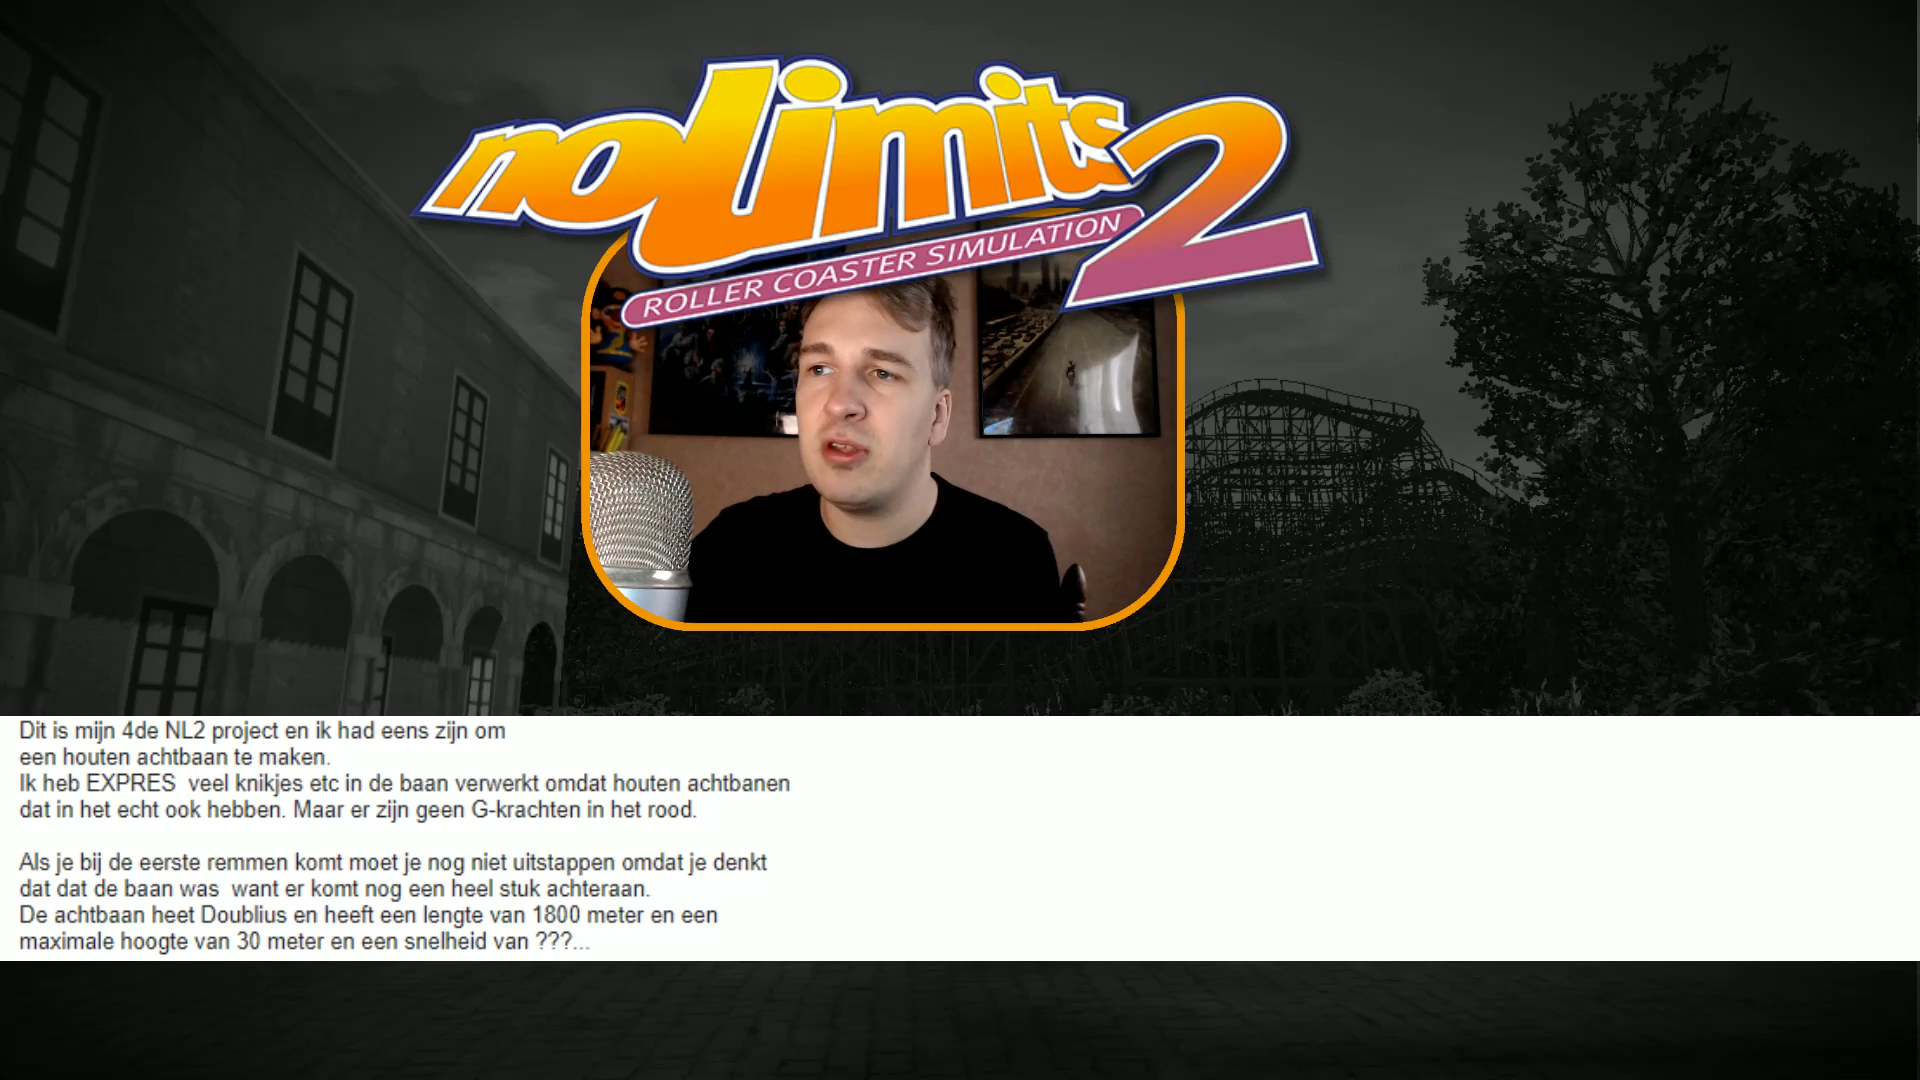 noLimits 2
ROLLER COASTER SIMULATION
Dit is mijn 4de NL2 project en ik had eens zijn om
een houten achtbaan te maken.
Ik heb EXPRES  veel knikjes etc in de baan verwerkt omdat houten achtbanen
dat in het echt ook hebben. Maar er zijn geen G-krachten in het rood.
Als je bij de eerste remmen komt moet je nog niet uitstappen omdat je denkt
dat dat de baan was  want er komt nog een heel stuk achteraan.
De achtbaan heet Doublius en heeft een lengte van 1800 meter en een
maximale hoogte van 30 meter en een snelheid van ???...